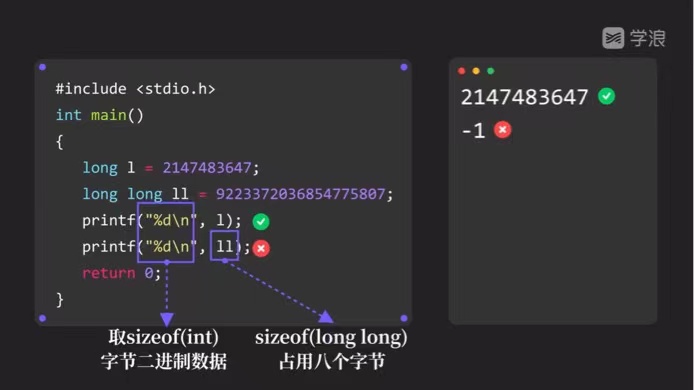 学浪
#include <stdio.h>
int main()
{
long l = 2147483647;
long long ll = 9223372036854775807;
printf("%d\n", l);
printf("%d\n", ll);
return 0;
}
2147483647
-1
取sizeof(int)
字节二进制数据
sizeof(long long)
占用八个字节